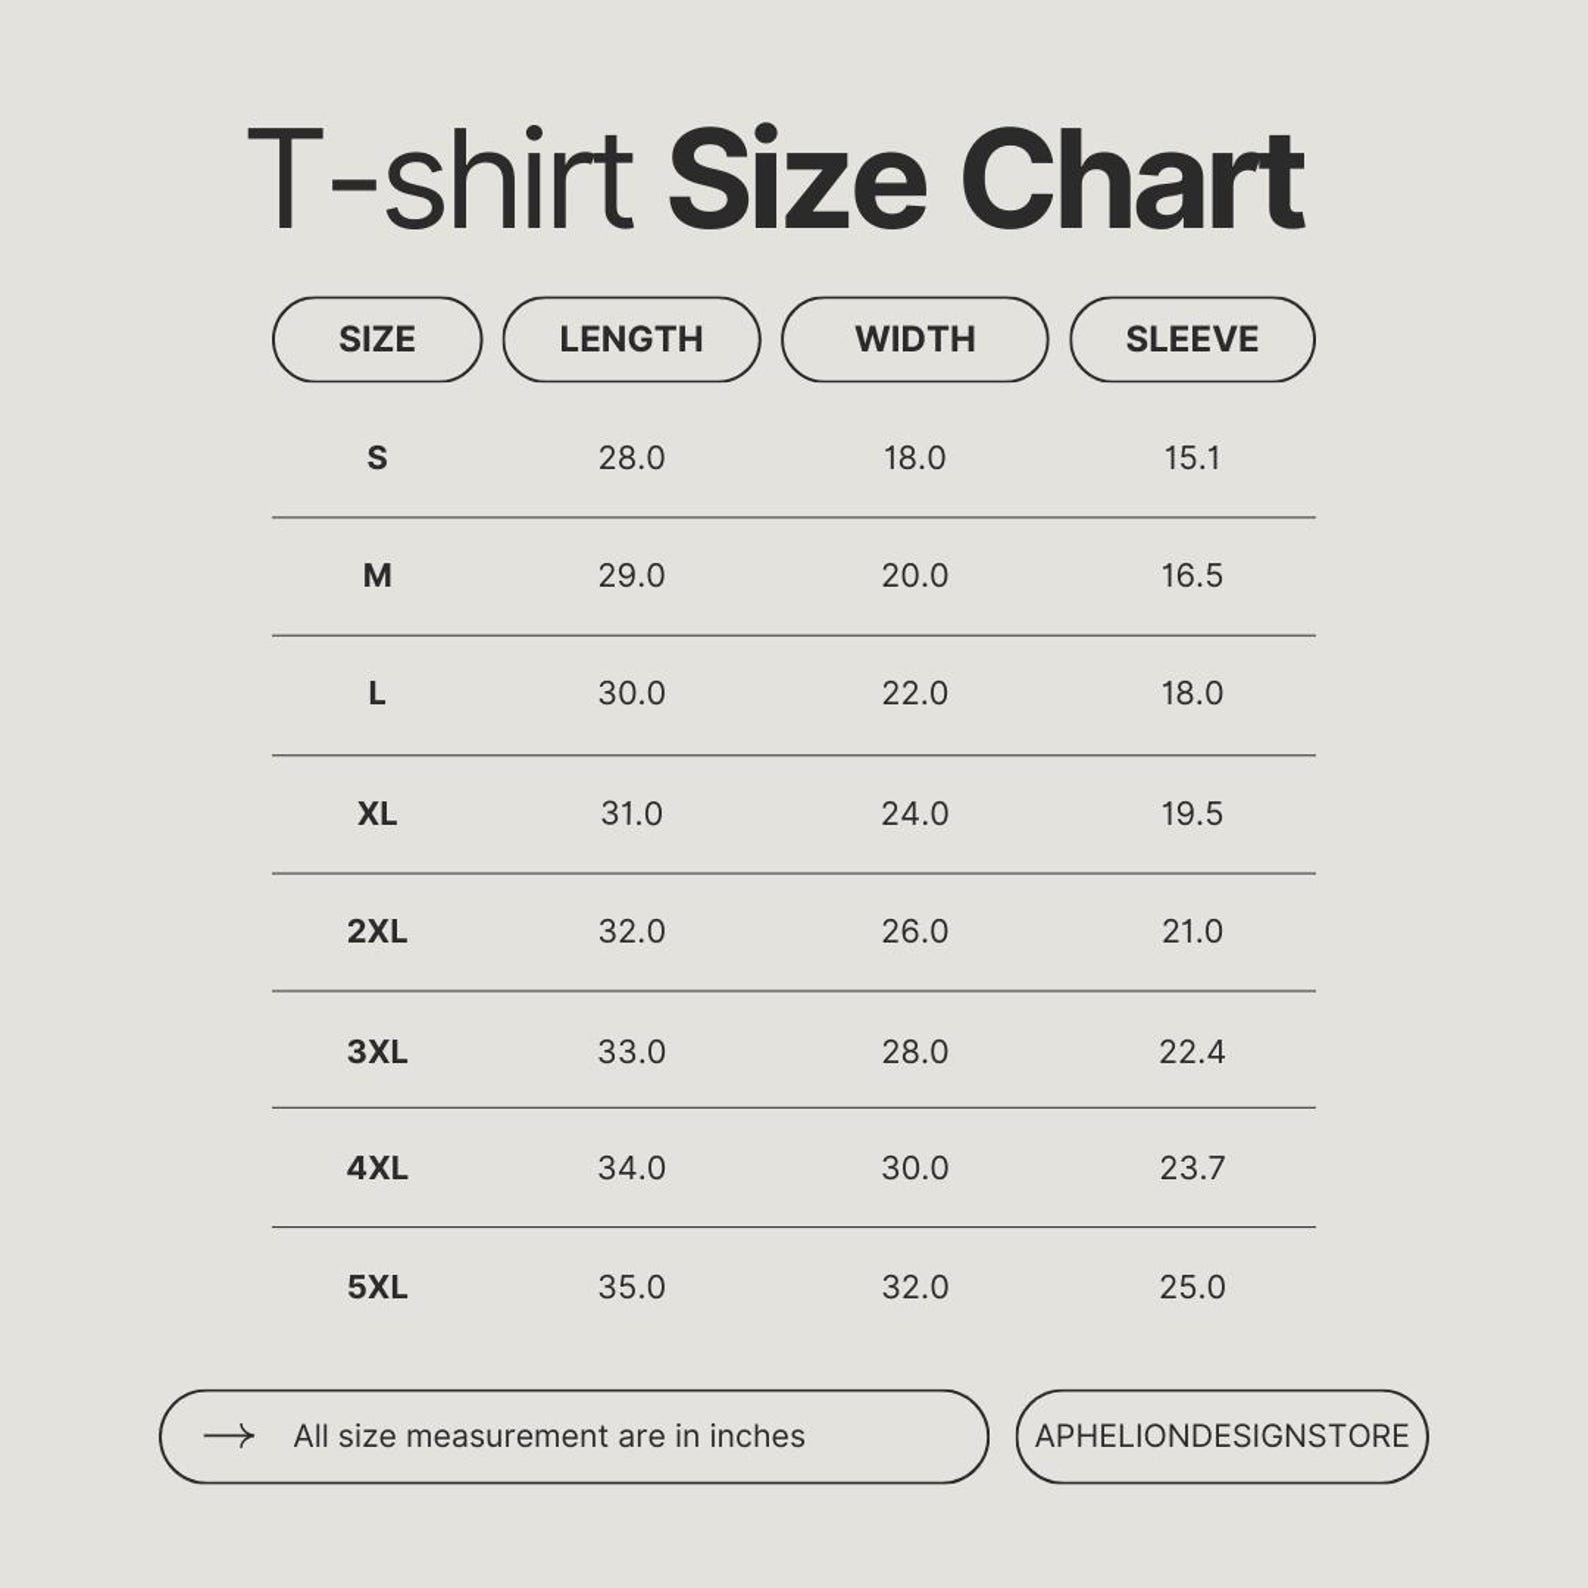 T-shirt Size Chart
SIZE LENGTH WIDTH SLEEVE
S 28.0 18.0 15.1
M 29.0 20.0 16.5
L 30.0 22.0 18.0
XL 31.0 24.0 19.5
2XL 32.0 26.0 21.0
3XL 33.0 28.0 22.4
4XL 34.0 30.0 23.7
5XL 35.0 32.0 25.0
All size measurement are in inches APHELIONDESIGNSTORE